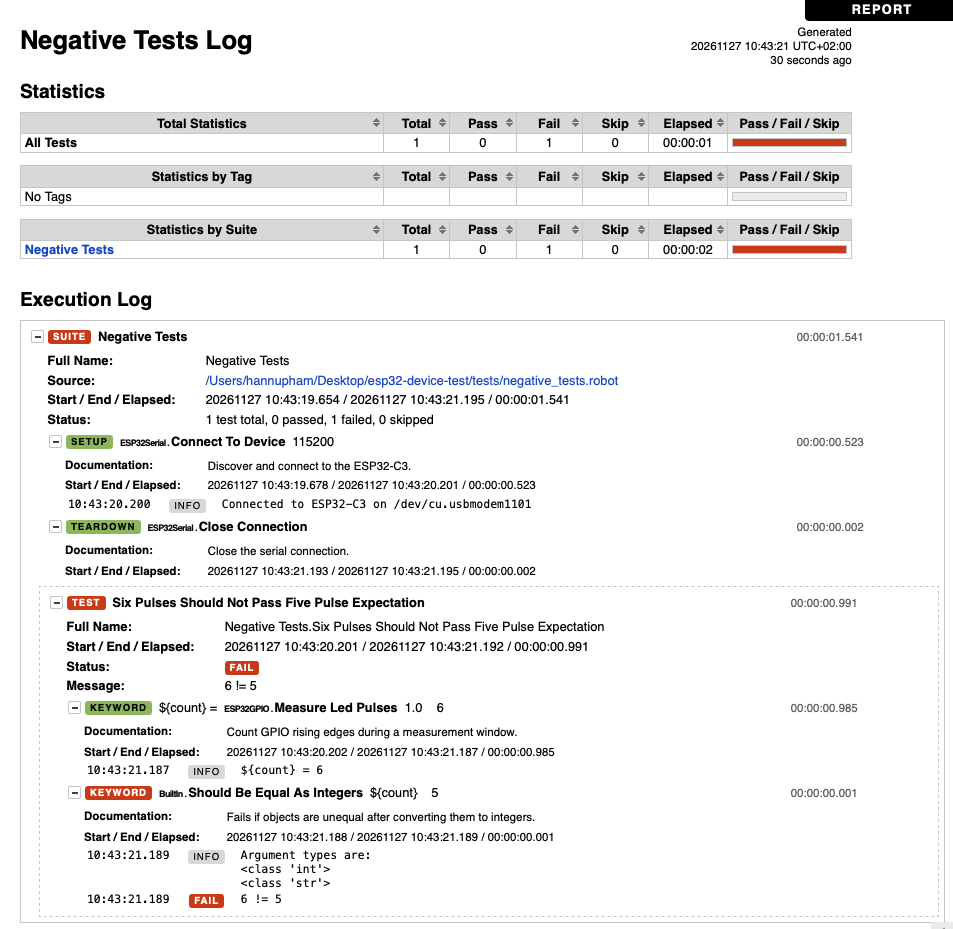 REPORT
Negative Tests Log
Generated
20261127 10:43:21 UTC+02:00
30 seconds ago
Statistics
Total Statistics Total Pass Fail Skip Elapsed Pass / Fail / Skip
All Tests 1 0 1 0 00:00:01
Statistics by Tag Total Pass Fail Skip Elapsed Pass / Fail / Skip
No Tags
Statistics by Suite Total Pass Fail Skip Elapsed Pass / Fail / Skip
Negative Tests 1 0 1 0 00:00:02
Execution Log
SUITE Negative Tests 00:00:01.541
Full Name: Negative Tests
Source: /Users/hannupham/Desktop/esp32-device-test/tests/negative_tests.robot
Start / End / Elapsed: 20261127 10:43:19.654 / 20261127 10:43:21.195 / 00:00:01.541
Status: 1 test total, 0 passed, 1 failed, 0 skipped
SETUP ESP32Serial.Connect To Device 115200 00:00:00.523
Documentation: Discover and connect to the ESP32-C3.
Start / End / Elapsed: 20261127 10:43:19.678 / 20261127 10:43:20.201 / 00:00:00.523
10:43:20.200 INFO Connected to ESP32-C3 on /dev/cu.usbmodem1101
TEARDOWN ESP32Serial.Close Connection 00:00:00.002
Documentation: Close the serial connection.
Start / End / Elapsed: 20261127 10:43:21.193 / 20261127 10:43:21.195 / 00:00:00.002
TEST Six Pulses Should Not Pass Five Pulse Expectation 00:00:00.991
Full Name: Negative Tests.Six Pulses Should Not Pass Five Pulse Expectation
Start / End / Elapsed: 20261127 10:43:20.201 / 20261127 10:43:21.192 / 00:00:00.991
Status: FAIL
Message: 6 != 5
KEYWORD ${count} = ESP32GPIO.Measure Led Pulses 1.0 6 00:00:00.985
Documentation: Count GPIO rising edges during a measurement window.
Start / End / Elapsed: 20261127 10:43:20.202 / 20261127 10:43:21.187 / 00:00:00.985
10:43:21.187 INFO ${count} = 6
KEYWORD BuiltIn.Should Be Equal As Integers ${count} 5 00:00:00.001
Documentation: Fails if objects are unequal after converting them to integers.
Start / End / Elapsed: 20261127 10:43:21.188 / 20261127 10:43:21.189 / 00:00:00.001
10:43:21.189 INFO Argument types are:
<class 'int'>
<class 'str'>
10:43:21.189 FAIL 6 != 5